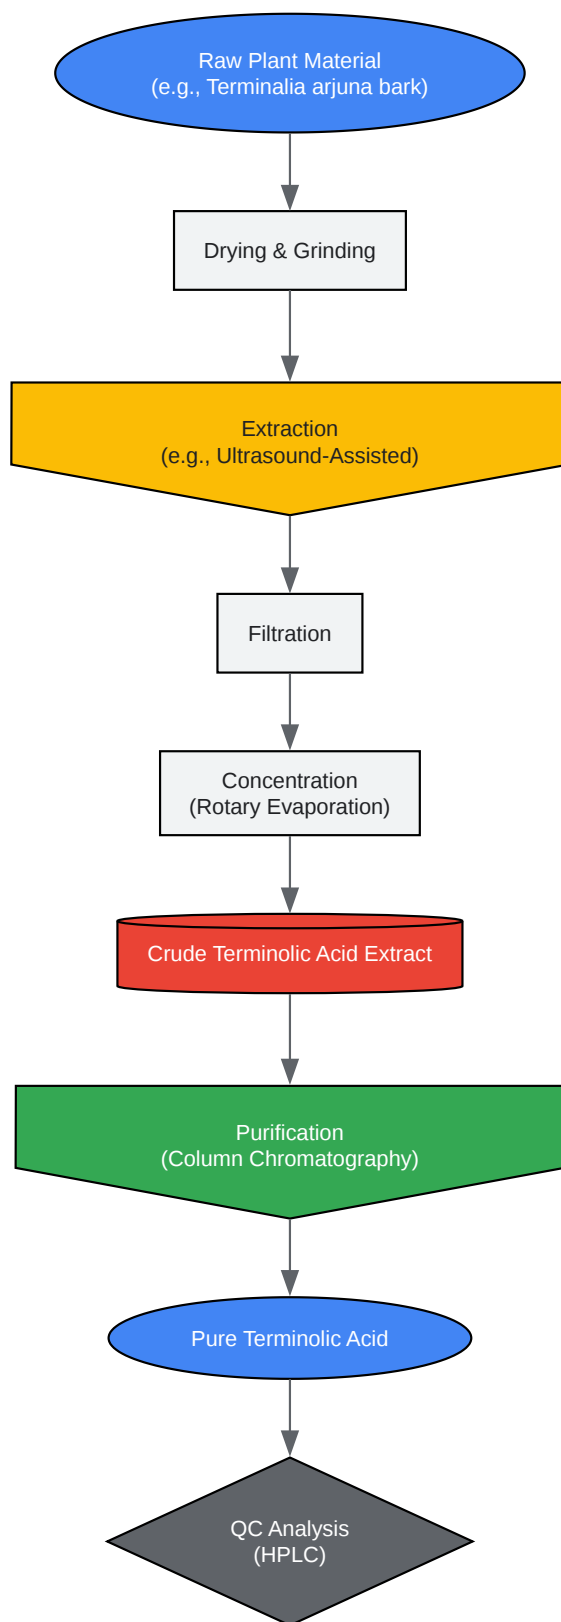 Raw Plant Material
(e.g., Terminalia arjuna bark)
Drying & Grinding
Extraction
(e.g., Ultrasound-Assisted)
Filtration
Concentration
(Rotary Evaporation)
Crude Terminolic Acid Extract
Purification
(Column Chromatography)
Pure Terminolic Acid
QC Analysis
(HPLC)